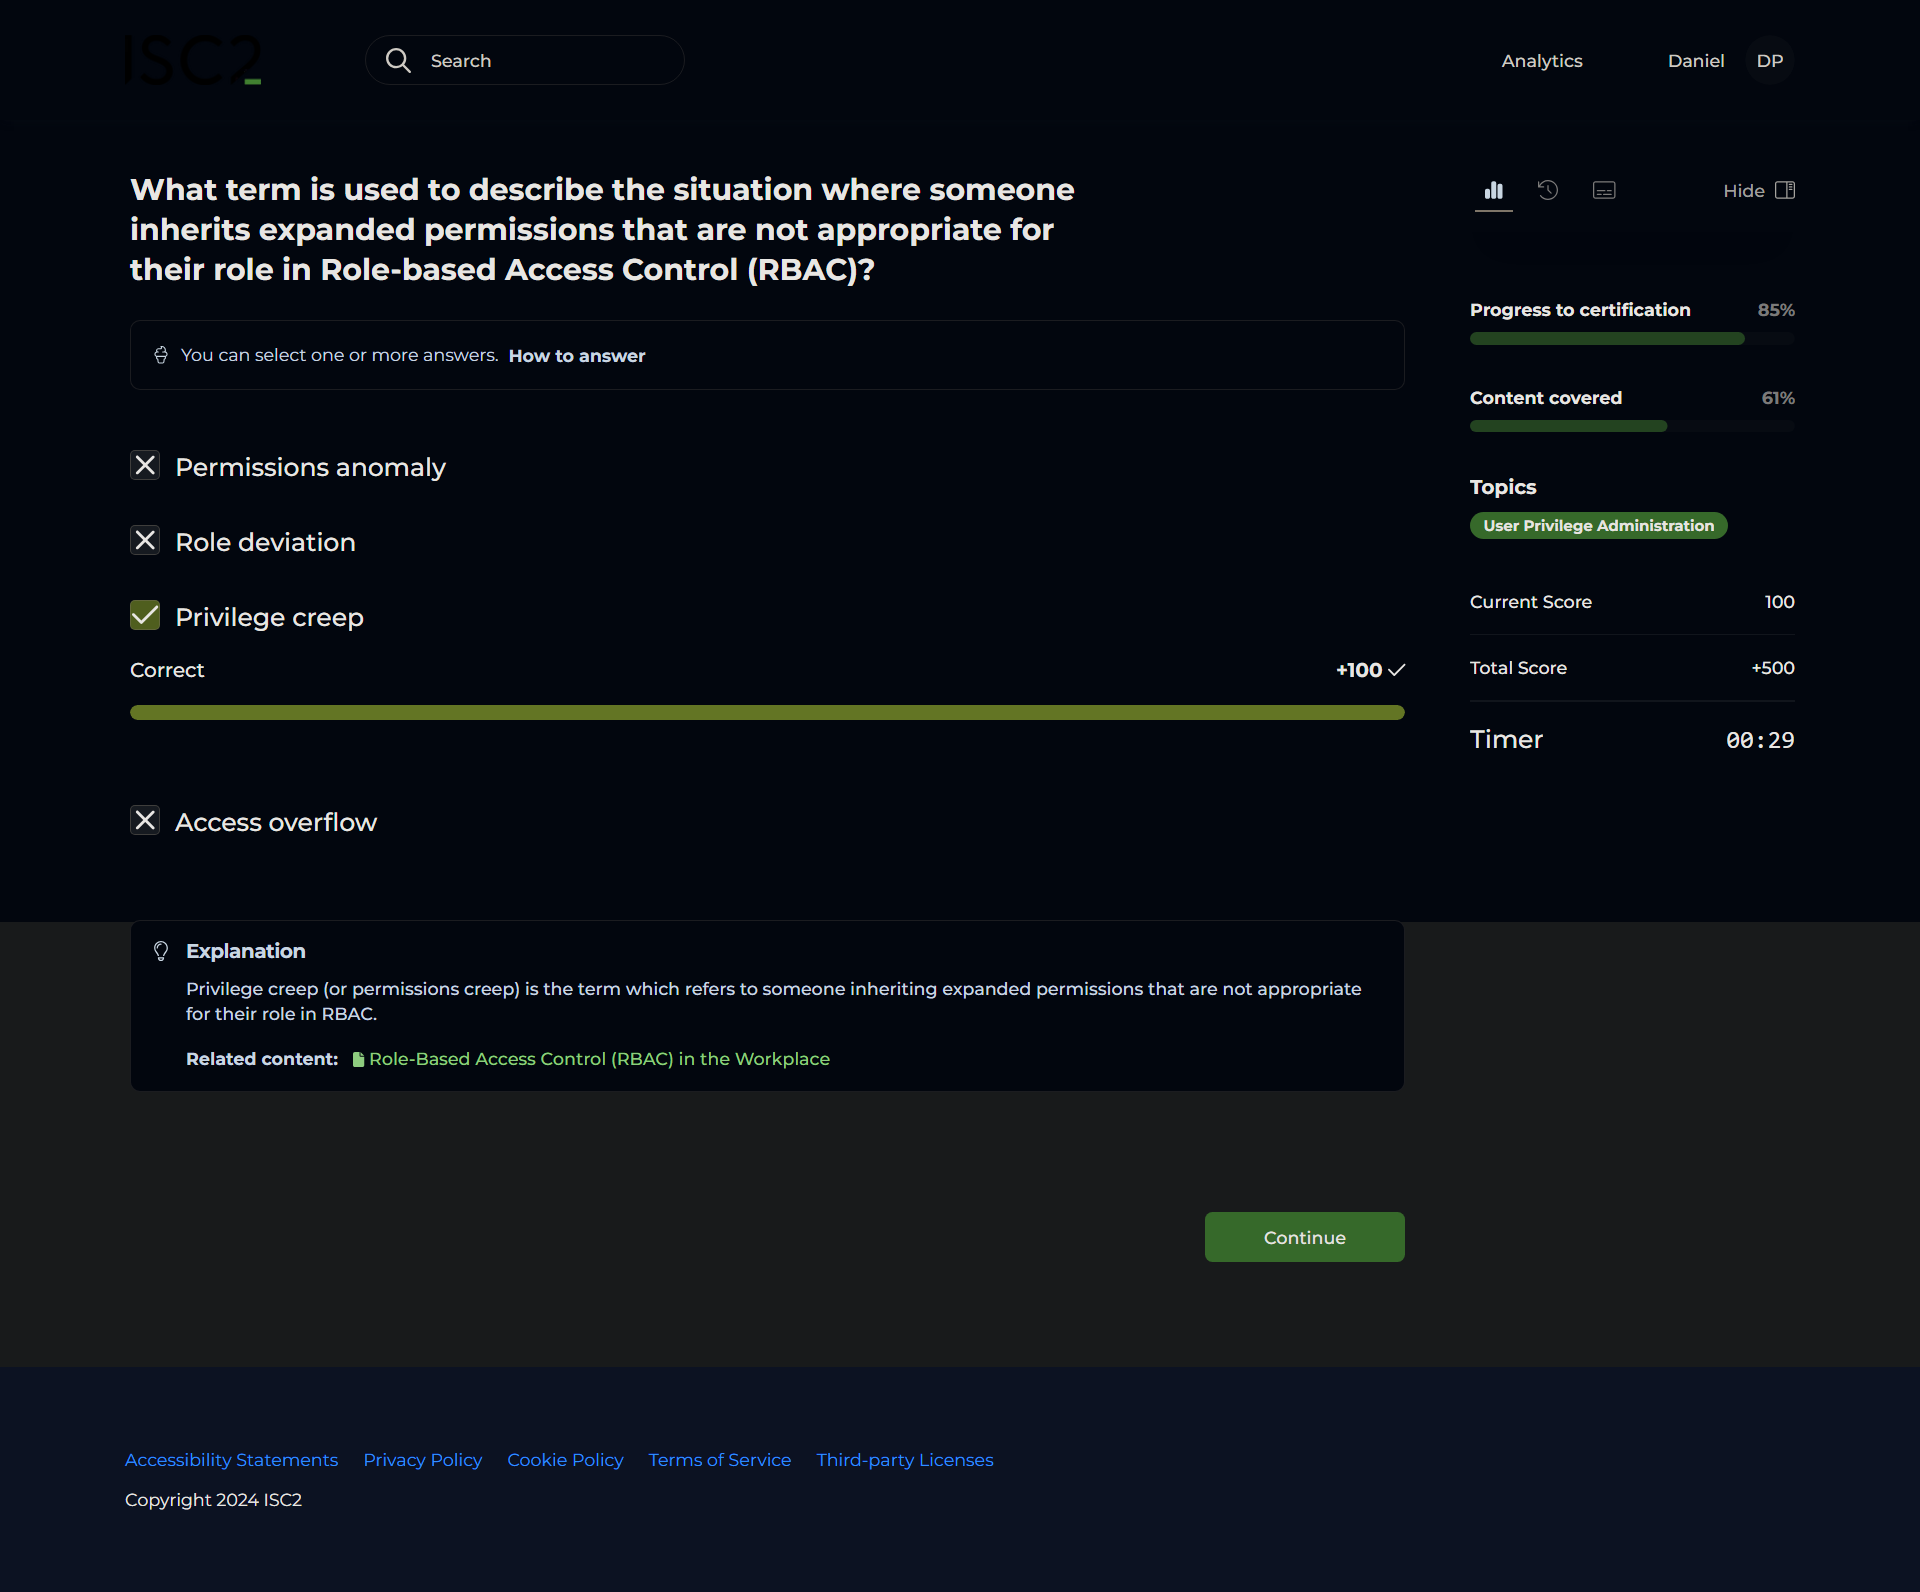 ISC2
Search
Analytics
Daniel
DP
What term is used to describe the situation where someone
inherits expanded permissions that are not appropriate for
their role in Role-based Access Control (RBAC)?
You can select one or more answers. How to answer
Permissions anomaly
Role deviation
Privilege creep
Correct
+100
Access overflow
Explanation
Privilege creep (or permissions creep) is the term which refers to someone inheriting expanded permissions that are not appropriate
for their role in RBAC.
Related content: Role-Based Access Control (RBAC) in the Workplace
Continue
Hide
Progress to certification 85%
Content covered 61%
Topics
User Privilege Administration
Current Score 100
Total Score +500
Timer 00:29
Accessibility Statements Privacy Policy Cookie Policy Terms of Service Third-party Licenses
Copyright 2024 ISC2